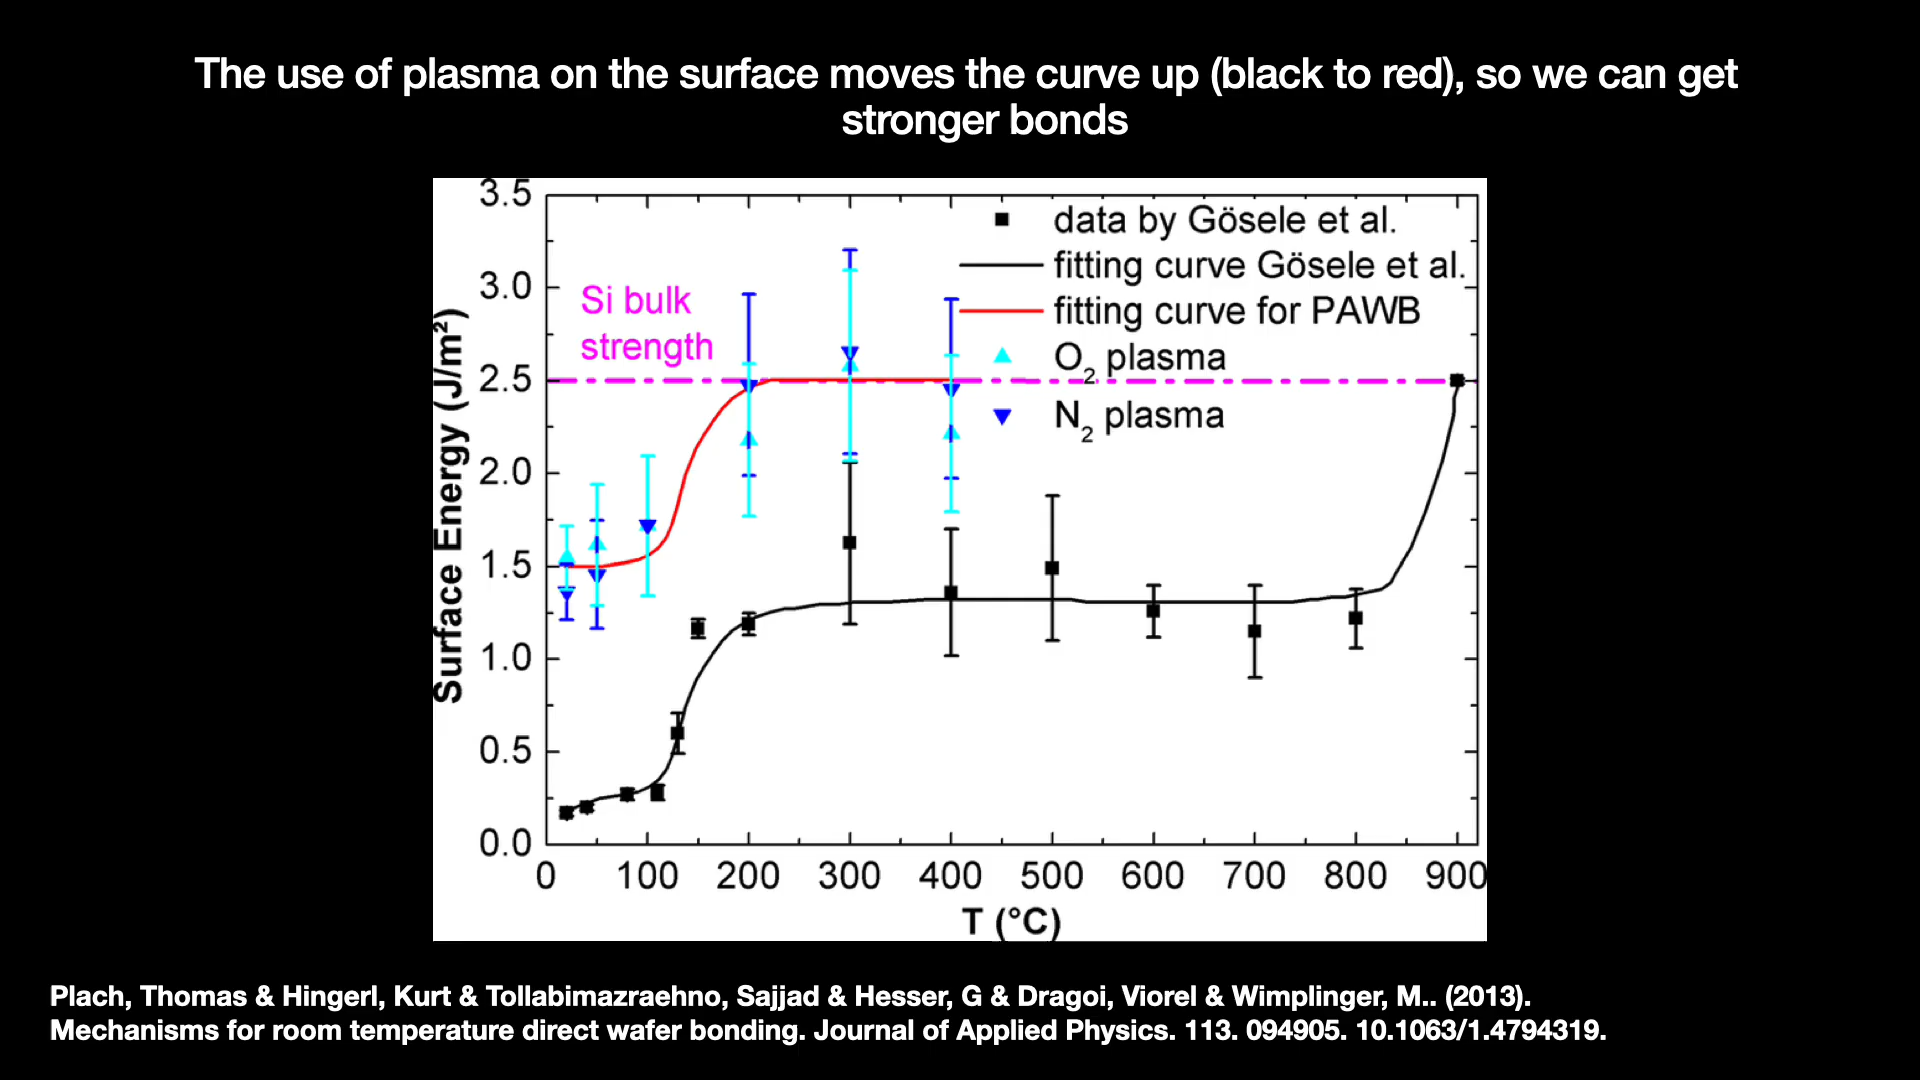 The use of plasma on the surface moves the curve up (black to red), so we can get
stronger bonds
3.5
3.0
2.5
2.0
1.5
1.0
0.5
0.0
Surface Energy (J/m²)
Si bulk
strength
data by Gösele et al.
fitting curve Gösele et al.
fitting curve for PAWB
O2 plasma
N2 plasma
0 100 200 300 400 500 600 700 800 900
T (°C)
Plach, Thomas & Hingerl, Kurt & Tollabimazraehno, Sajjad & Hesser, G & Dragoi, Viorel & Wimplinger, M.. (2013).
Mechanisms for room temperature direct wafer bonding. Journal of Applied Physics. 113. 094905. 10.1063/1.4794319.